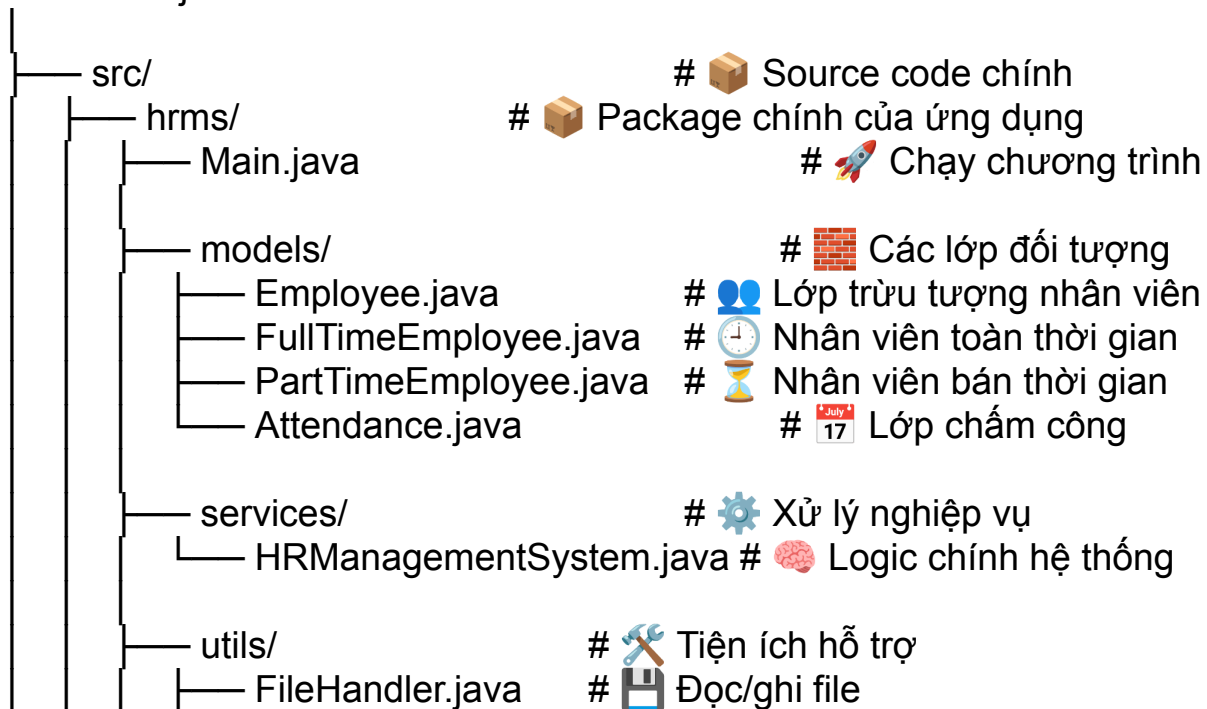 src/ # 📦 Source code chính
hrms/ # 📦 Package chính của ứng dụng
Main.java # 🚀 Chạy chương trình
models/ # 🧱 Các lớp đối tượng
Employee.java # 👥 Lớp trừu tượng nhân viên
FullTimeEmployee.java # 🕘 Nhân viên toàn thời gian
PartTimeEmployee.java # ⏳ Nhân viên bán thời gian
Attendance.java # 📅 Lớp chấm công
services/ # ⚙️ Xử lý nghiệp vụ
HRManagementSystem.java # 🧠 Logic chính hệ thống
utils/ # 🛠️ Tiện ích hỗ trợ
FileHandler.java # 💾 Đọc/ghi file